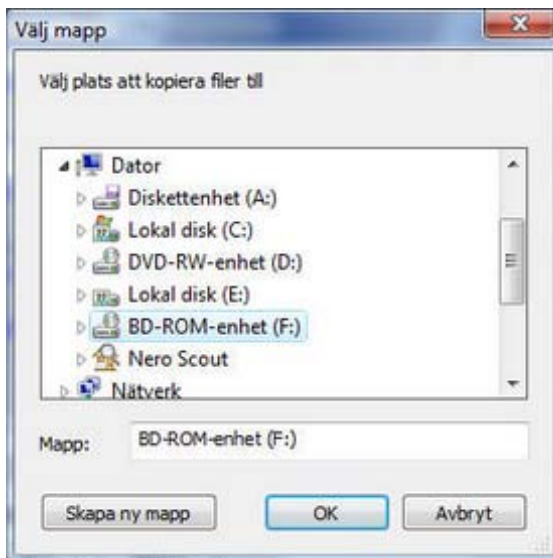 Välj mapp
Välj plats att kopiera filer till
Dator
Diskettenhet (A:)
Lokal disk (C:)
DVD-RW-enhet (D:)
Lokal disk (E:)
BD-ROM-enhet (F:)
Nero Scout
Nätverk
Mapp: BD-ROM-enhet (F:)
Skapa ny mapp OK Avbryt